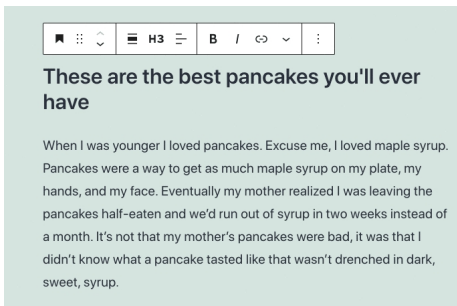 H3 B I
These are the best pancakes you'll ever
have
When I was younger I loved pancakes. Excuse me, I loved maple syrup.
Pancakes were a way to get as much maple syrup on my plate, my
hands, and my face. Eventually my mother realized I was leaving the
pancakes half-eaten and we’d run out of syrup in two weeks instead of
a month. It’s not that my mother’s pancakes were bad, it was that I
didn’t know what a pancake tasted like that wasn’t drenched in dark,
sweet, syrup.